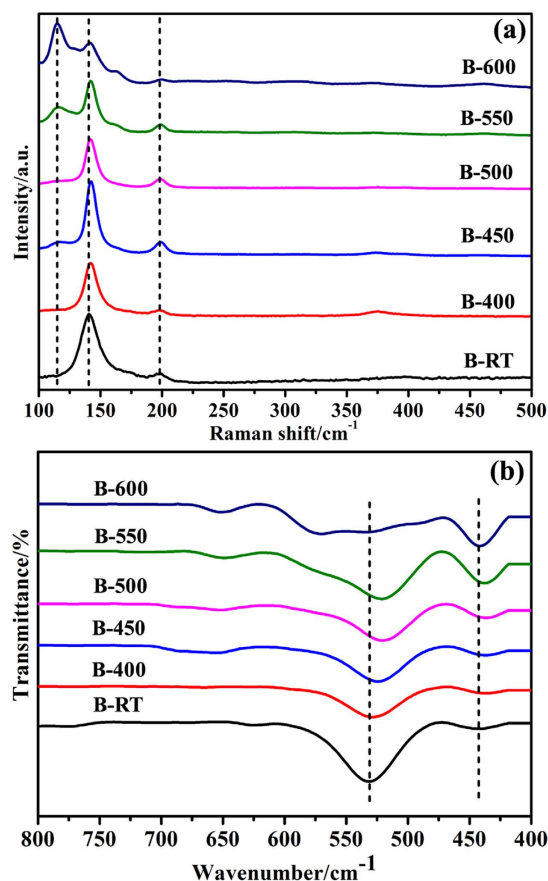 (a)
B-600
B-550
B-500
B-450
B-400
B-RT
Intensity/a.u.
100 150 200 250 300 350 400 450 500
Raman shift/cm-1
(b)
B-600
B-550
B-500
B-450
B-400
B-RT
Transmittance/%
800 750 700 650 600 550 500 450 400
Wavenumber/cm-1